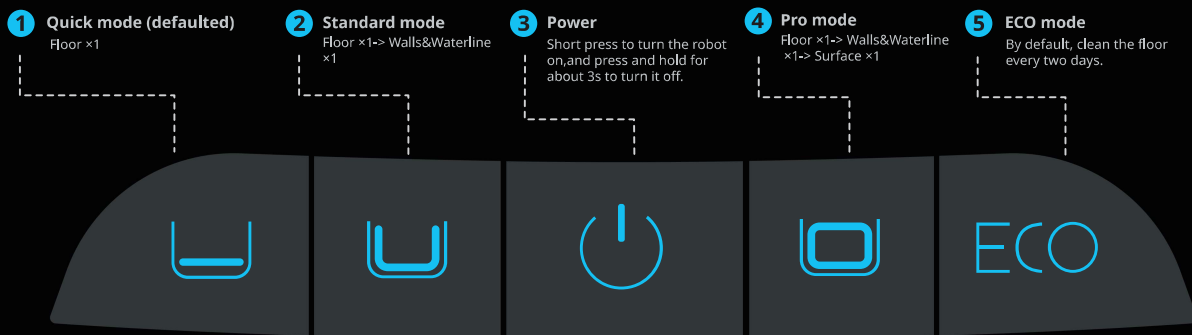 1 Quick mode (defaulted)
Floor ×1
2 Standard mode
Floor ×1-> Walls&Waterline
×1
3 Power
Short press to turn the robot
on,and press and hold for
about 3s to turn it off.
4 Pro mode
Floor ×1-> Walls&Waterline
×1-> Surface ×1
5 ECO mode
By default, clean the floor
every two days.
ECO